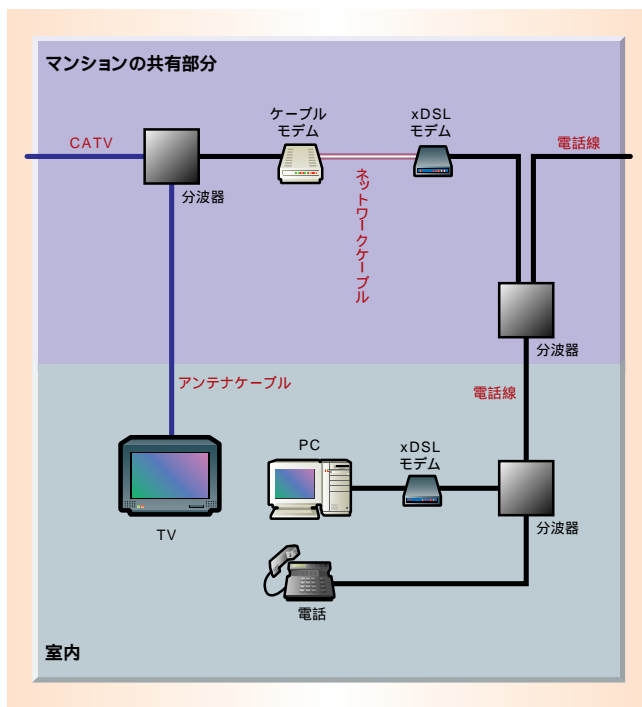 マンションの共有部分
ケーブル
モデム
xDSL
モデム
CATV
電話線
分波器
ネットワークケーブル
分波器
アンテナケーブル
電話線
PC
xDSL
モデム
TV
分波器
電話
室内